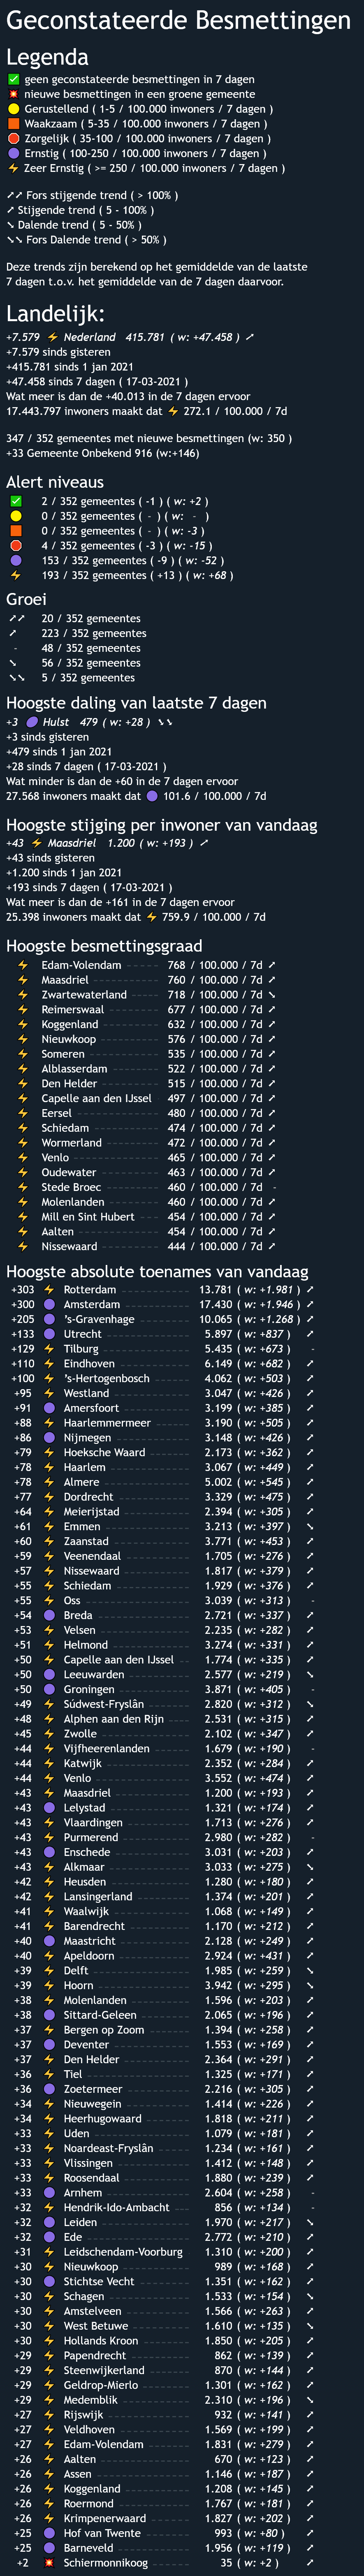 Geconstateerde Besmettingen
Legenda
geen geconstateerde besmettingen in 7 dagen
nieuwe besmettingen in een groene gemeente
Gerustellend ( 1-5 / 100.000 inwoners / 7 dagen )
Waakzaam ( 5-35 / 100.000 inwoners / 7 dagen )
Zorgelijk ( 35-100 / 100.000 inwoners / 7 dagen )
Ernstig ( 100-250 / 100.000 inwoners / 7 dagen )
Zeer Ernstig ( >= 250 / 100.000 inwoners / 7 dagen )
↗↗ Fors stijgende trend ( > 100% )
↗ Stijgende trend ( 5 - 100% )
↘ Dalende trend ( 5 - 50% )
↘↘ Fors Dalende trend ( > 50% )
Deze trends zijn berekend op het gemiddelde van de laatste
7 dagen t.o.v. het gemiddelde van de 7 dagen daarvoor.
Landelijk:
+7.579 ⚡ Nederland 415.781 ( w: +47.458 ) ↗
+7.579 sinds gisteren
+415.781 sinds 1 jan 2021
+47.458 sinds 7 dagen ( 17-03-2021 )
Wat meer is dan de +40.013 in de 7 dagen ervoor
17.443.797 inwoners maakt dat ⚡ 272.1 / 100.000 / 7d
347 / 352 gemeentes met nieuwe besmettingen (w: 350 )
+33 Gemeente Onbekend 916 (w:+146)
Alert niveaus
2 / 352 gemeentes ( -1 ) ( w: +2 )
0 / 352 gemeentes ( - ) ( w: - )
0 / 352 gemeentes ( - ) ( w: -3 )
4 / 352 gemeentes ( -3 ) ( w: -15 )
153 / 352 gemeentes ( -9 ) ( w: -52 )
193 / 352 gemeentes ( +13 ) ( w: +68 )
Groei
↗↗ 20 / 352 gemeentes
↗ 223 / 352 gemeentes
- 48 / 352 gemeentes
↘ 56 / 352 gemeentes
↘↘ 5 / 352 gemeentes
Hoogste daling van laatste 7 dagen
+3 Hulst 479 ( w: +28 ) ↘↘
+3 sinds gisteren
+479 sinds 1 jan 2021
+28 sinds 7 dagen ( 17-03-2021 )
Wat minder is dan de +60 in de 7 dagen ervoor
27.568 inwoners maakt dat 101.6 / 100.000 / 7d
Hoogste stijging per inwoner van vandaag
+43 ⚡ Maasdriel 1.200 ( w: +193 ) ↗
+43 sinds gisteren
+1.200 sinds 1 jan 2021
+193 sinds 7 dagen ( 17-03-2021 )
Wat meer is dan de +161 in de 7 dagen ervoor
25.398 inwoners maakt dat ⚡ 759.9 / 100.000 / 7d
Hoogste besmettingsgraad
Edam-Volendam 768 / 100.000 / 7d ↗
Maasdriel 760 / 100.000 / 7d ↗
Zwartewaterland 718 / 100.000 / 7d ↘
Reimerswaal 677 / 100.000 / 7d ↗
Koggenland 632 / 100.000 / 7d ↗
Nieuwkoop 576 / 100.000 / 7d ↗
Someren 535 / 100.000 / 7d ↗
Alblasserdam 522 / 100.000 / 7d ↗
Den Helder 515 / 100.000 / 7d ↗
Capelle aan den IJssel 497 / 100.000 / 7d ↗
Eersel 480 / 100.000 / 7d ↗
Schiedam 474 / 100.000 / 7d ↗
Wormerland 472 / 100.000 / 7d ↗
Venlo 465 / 100.000 / 7d ↗
Oudewater 463 / 100.000 / 7d ↗
Stede Broec 460 / 100.000 / 7d -
Molenlanden 460 / 100.000 / 7d ↗
Mill en Sint Hubert 454 / 100.000 / 7d ↗
Aalten 454 / 100.000 / 7d ↗
Nissewaard 444 / 100.000 / 7d ↗
Hoogste absolute toenames van vandaag
+303 Rotterdam 13.781 ( w: +1.981 ) ↗
+300 Amsterdam 17.430 ( w: +1.946 ) ↗
+205 's-Gravenhage 10.065 ( w: +1.268 ) ↗
+133 Utrecht 5.897 ( w: +837 ) ↗
+129 Tilburg 5.435 ( w: +673 ) -
+110 Eindhoven 6.149 ( w: +682 ) ↗
+100 's-Hertogenbosch 4.062 ( w: +503 ) ↗
+95 Westland 3.047 ( w: +426 ) ↗
+91 Amersfoort 3.199 ( w: +385 ) ↗
+88 Haarlemmermeer 3.190 ( w: +505 ) ↗
+86 Nijmegen 3.148 ( w: +426 ) ↗
+79 Hoeksche Waard 2.173 ( w: +362 ) ↗
+78 Haarlem 3.067 ( w: +449 ) ↗
+78 Almere 5.002 ( w: +545 ) ↗
+77 Dordrecht 3.329 ( w: +475 ) ↗
+64 Meierijstad 2.394 ( w: +305 ) ↗
+61 Emmen 3.213 ( w: +397 ) ↘
+60 Zaanstad 3.771 ( w: +453 ) ↗
+59 Veenendaal 1.705 ( w: +276 ) ↗
+57 Nissewaard 1.817 ( w: +379 ) ↗
+55 Schiedam 1.929 ( w: +376 ) ↗
+55 Oss 3.039 ( w: +313 ) -
+54 Breda 2.721 ( w: +337 ) ↗
+53 Velsen 2.235 ( w: +282 ) ↗
+51 Helmond 3.274 ( w: +331 ) ↗
+50 Capelle aan den IJssel 1.774 ( w: +335 ) ↗
+50 Leeuwarden 2.577 ( w: +219 ) ↘
+50 Groningen 3.871 ( w: +405 ) -
+49 Súdwest-Fryslân 2.820 ( w: +312 ) ↘
+48 Alphen aan den Rijn 2.531 ( w: +315 ) ↗
+45 Zwolle 2.102 ( w: +347 ) ↗
+44 Vijfheerenlanden 1.679 ( w: +190 ) -
+44 Katwijk 2.352 ( w: +284 ) ↗
+44 Venlo 3.552 ( w: +474 ) ↗
+43 Maasdriel 1.200 ( w: +193 ) ↗
+43 Lelystad 1.321 ( w: +174 ) ↗
+43 Vlaardingen 1.713 ( w: +276 ) ↗
+43 Purmerend 2.980 ( w: +282 ) -
+43 Enschede 3.031 ( w: +203 ) ↗
+43 Alkmaar 3.033 ( w: +275 ) ↘
+42 Heusden 1.280 ( w: +180 ) ↗
+42 Lansingerland 1.374 ( w: +201 ) ↗
+41 Waalwijk 1.068 ( w: +149 ) ↗
+41 Barendrecht 1.170 ( w: +212 ) ↗
+40 Maastricht 2.128 ( w: +249 ) ↗
+40 Apeldoorn 2.924 ( w: +431 ) ↗
+39 Delft 1.985 ( w: +259 ) ↘
+39 Hoorn 3.942 ( w: +295 ) ↘
+38 Molenlanden 1.596 ( w: +203 ) ↗
+38 Sittard-Geleen 2.065 ( w: +196 ) ↗
+37 Bergen op Zoom 1.394 ( w: +258 ) ↗
+37 Deventer 1.553 ( w: +169 ) ↗
+37 Den Helder 2.364 ( w: +291 ) ↗
+36 Tiel 1.325 ( w: +171 ) ↗
+36 Zoetermeer 2.216 ( w: +305 ) ↗
+34 Nieuwegein 1.414 ( w: +226 ) ↗
+34 Heerhugowaard 1.818 ( w: +211 ) ↗
+33 Uden 1.079 ( w: +181 ) ↗
+33 Noardeast-Fryslân 1.234 ( w: +161 ) ↗
+33 Vlissingen 1.412 ( w: +148 ) ↗
+33 Roosendaal 1.880 ( w: +239 ) ↗
+33 Arnhem 2.604 ( w: +258 ) -
+32 Hendrik-Ido-Ambacht 856 ( w: +134 ) -
+32 Leiden 1.970 ( w: +217 ) ↘
+32 Ede 2.772 ( w: +210 ) ↗
+31 Leidschendam-Voorburg 1.310 ( w: +200 ) ↗
+30 Nieuwkoop 989 ( w: +168 ) ↗
+30 Stichtse Vecht 1.351 ( w: +162 ) ↗
+30 Schagen 1.533 ( w: +154 ) ↘
+30 Amstelveen 1.566 ( w: +263 ) ↗
+30 West Betuwe 1.610 ( w: +135 ) ↘
+30 Hollands Kroon 1.850 ( w: +205 ) ↗
+29 Papendrecht 862 ( w: +139 ) ↗
+29 Steenwijkerland 870 ( w: +144 ) ↗
+29 Geldrop-Mierlo 1.301 ( w: +162 ) ↗
+29 Medemblik 2.310 ( w: +196 ) ↘
+27 Rijswijk 932 ( w: +141 ) ↗
+27 Veldhoven 1.569 ( w: +199 ) ↗
+27 Edam-Volendam 1.831 ( w: +279 ) ↗
+26 Aalten 670 ( w: +123 ) ↗
+26 Assen 1.146 ( w: +187 ) ↗
+26 Koggenland 1.208 ( w: +145 ) ↗
+26 Roermond 1.767 ( w: +181 ) ↗
+26 Krimpenerwaard 1.827 ( w: +202 ) ↗
+25 Hof van Twente 993 ( w: +80 ) ↗
+25 Barneveld 1.956 ( w: +119 ) ↗
+2 Schiermonnikoog 35 ( w: +2 ) ↗